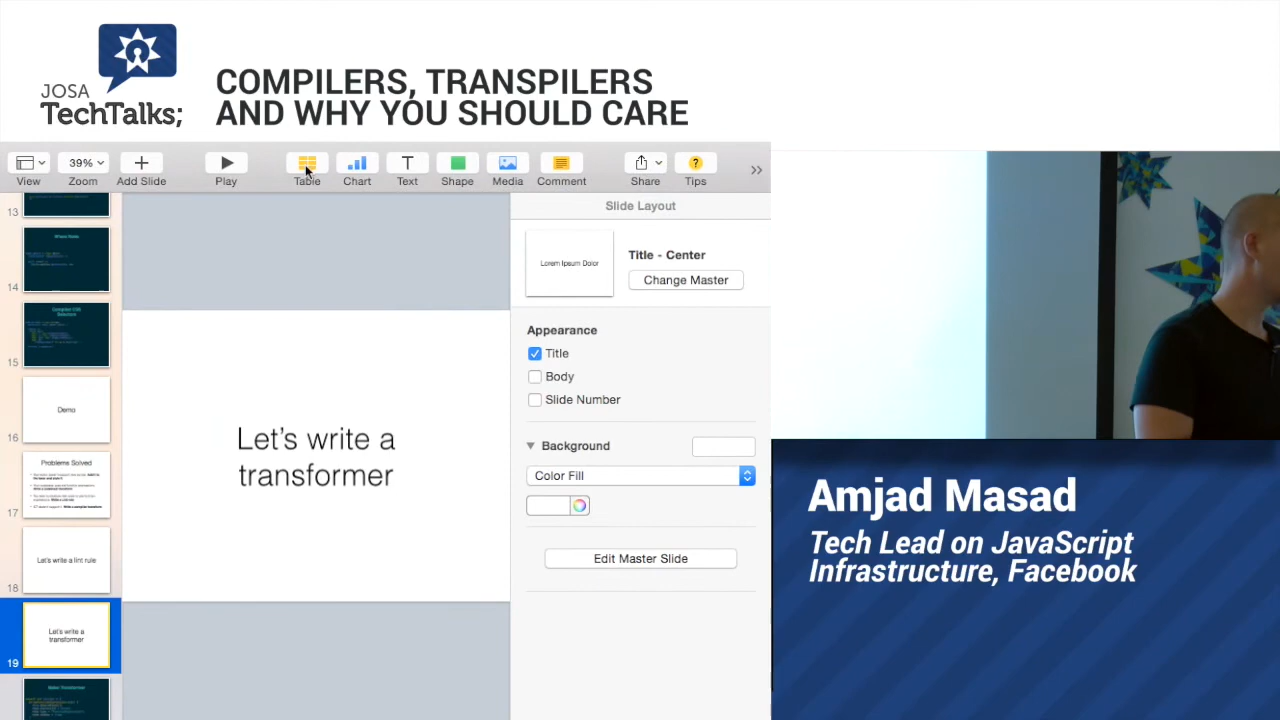 JOSA
TechTalks;
COMPILERS, TRANSPILERS
AND WHY YOU SHOULD CARE
39%
View
Zoom
Add Slide
Play
Table
Chart
Text
Shape
Media
Comment
Share
Tips
13
14
15
Demo
16
Problems Solved
17
Let's write a lint rule
18
Let's write a
transformer
19
Let's write a
transformer
Slide Layout
Lorem Ipsum Dolor
Title - Center
Change Master
Appearance
Title
Body
Slide Number
Background
Color Fill
Edit Master Slide
Amjad Masad
Tech Lead on JavaScript
Infrastructure, Facebook